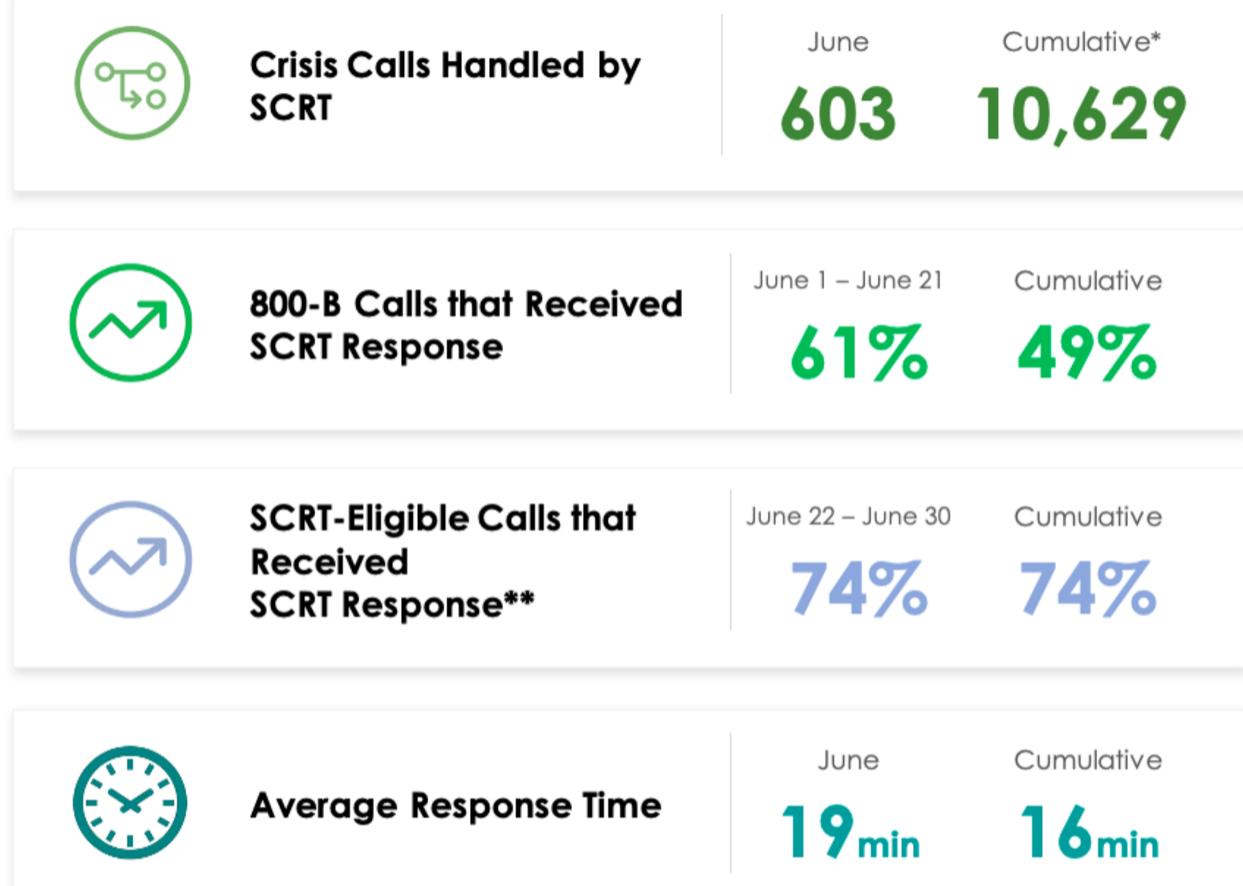 June Cumulative*
Crisis Calls Handled by
SCRT
603 10,629
June 1 – June 21 Cumulative
800-B Calls that Received
SCRT Response
61% 49%
June 22 – June 30 Cumulative
SCRT-Eligible Calls that
Received
SCRT Response**
74% 74%
June Cumulative
Average Response Time
19min 16min